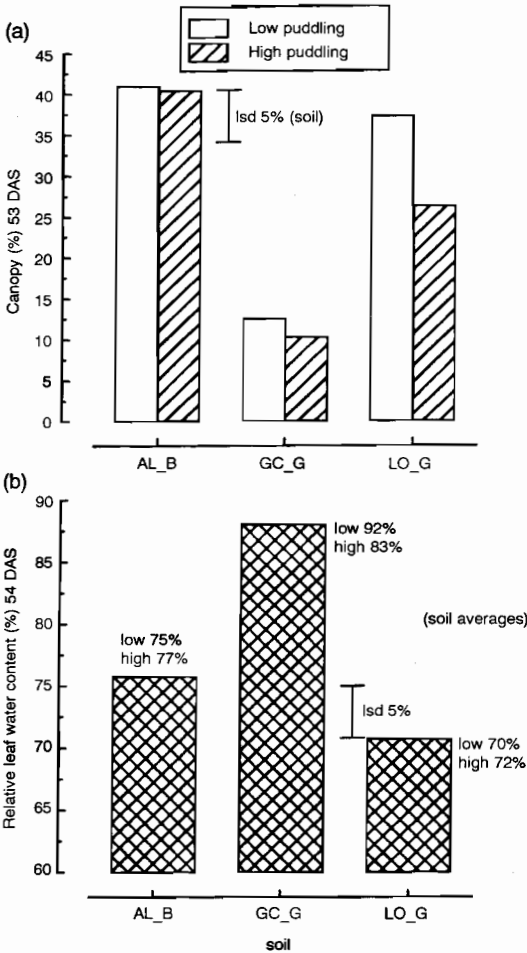 (a)
Low puddling
High puddling
45
40
35
30
25
20
15
10
5
0
Canopy (%) 53 DAS
lsd 5% (soil)
AL_B
GC_G
LO_G
(b)
90
85
80
75
70
65
60
Relative leaf water content (%) 54 DAS
low 75%
high 77%
low 92%
high 83%
(soil averages)
lsd 5%
low 70%
high 72%
AL_B
GC_G
LO_G
soil